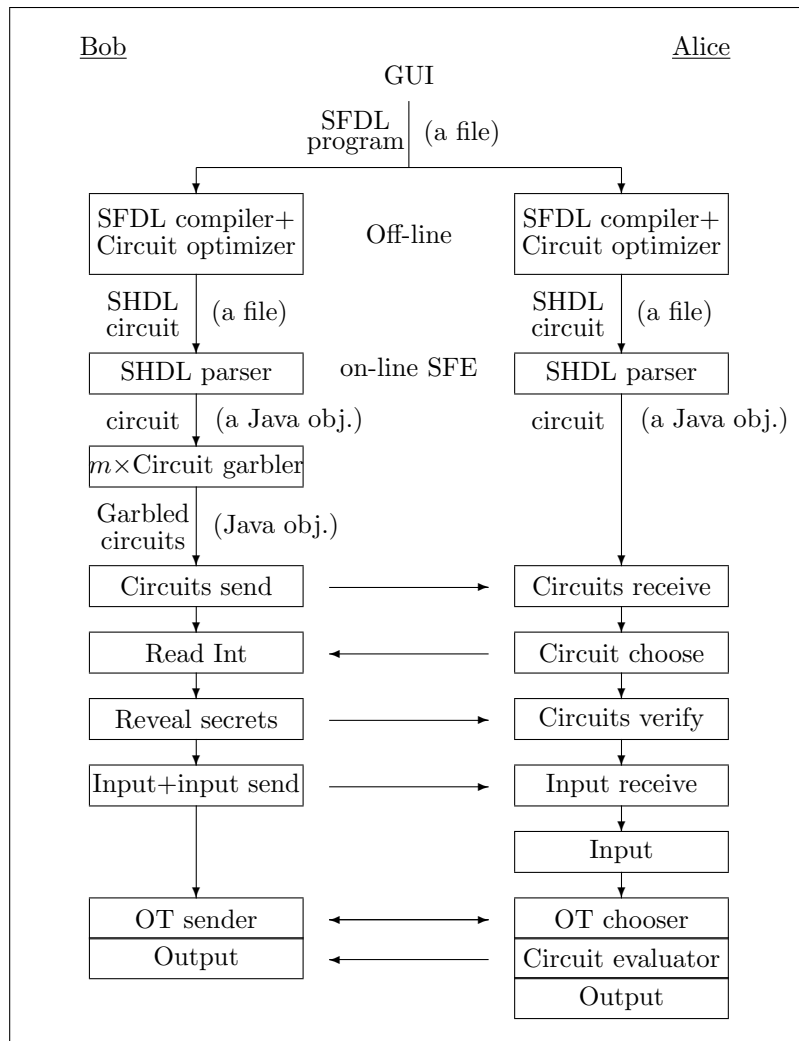 Bob
Alice
GUI
SFDL
program
(a file)
SFDL compiler+
Circuit optimizer
Off-line
SFDL compiler+
Circuit optimizer
SHDL
circuit
(a file)
SHDL
circuit
(a file)
SHDL parser
on-line SFE
SHDL parser
circuit
(a Java obj.)
circuit
(a Java obj.)
m×Circuit garbler
Garbled
circuits
(Java obj.)
Circuits send
Circuits receive
Read Int
Circuit choose
Reveal secrets
Circuits verify
Input+input send
Input receive
Input
OT sender
OT chooser
Output
Circuit evaluator
Output